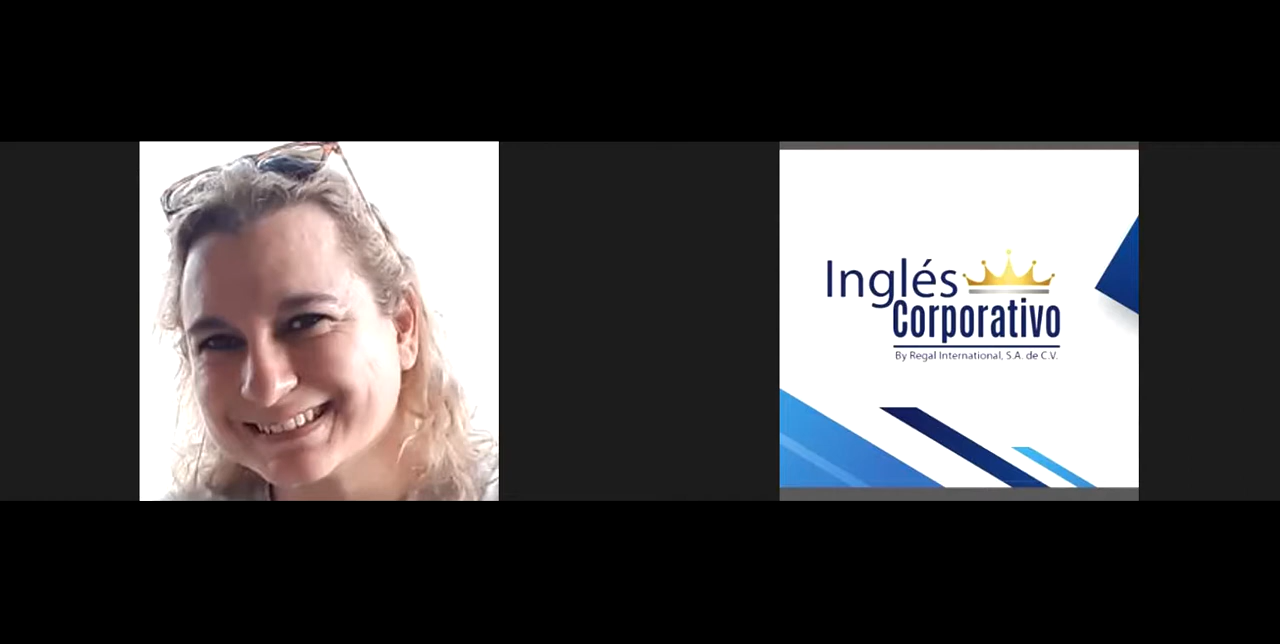 Inglés
Corporativo
By Regal International, S.A. de C.V.